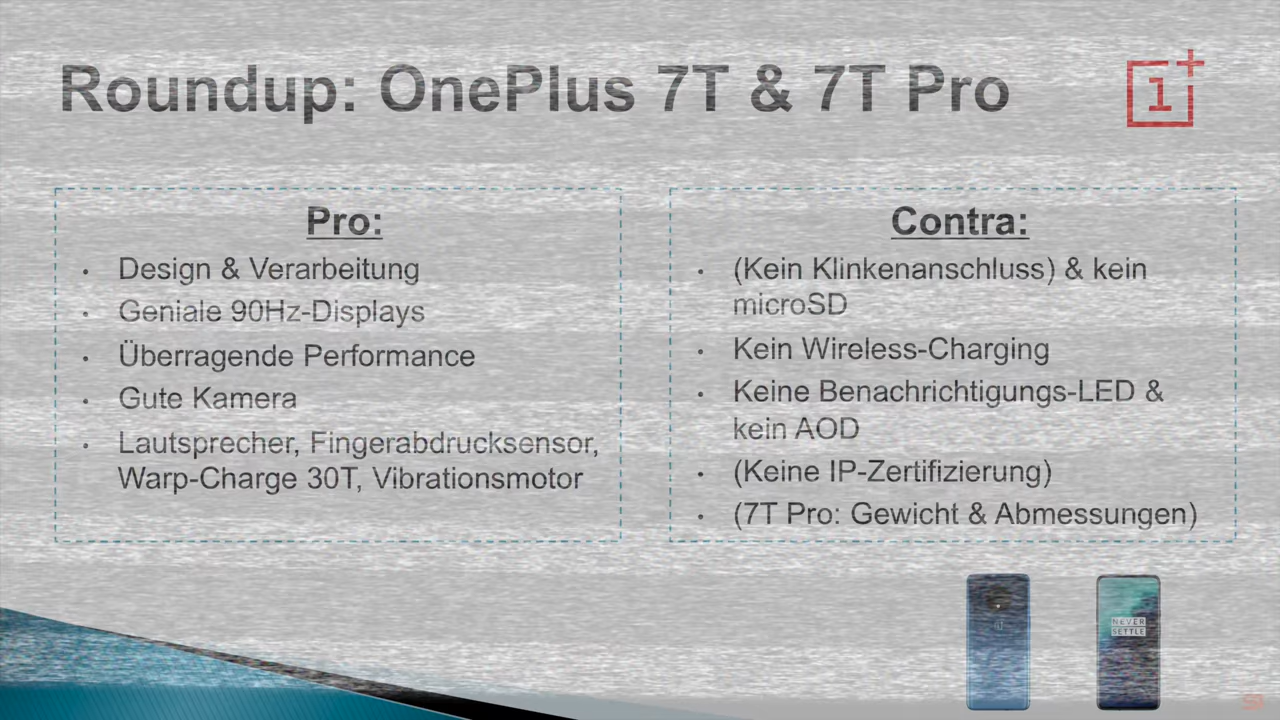 Roundup: OnePlus 7T & 7T Pro
1+
Pro:
• Design & Verarbeitung
• Geniale 90Hz-Displays
• Überragende Performance
• Gute Kamera
• Lautsprecher, Fingerabdrucksensor,
Warp-Charge 30T, Vibrationsmotor
Contra:
• (Kein Klinkenanschluss) & kein
microSD
• Kein Wireless-Charging
• Keine Benachrichtigungs-LED &
kein AOD
• (Keine IP-Zertifizierung)
• (7T Pro: Gewicht & Abmessungen)
NEVER
SETTLE